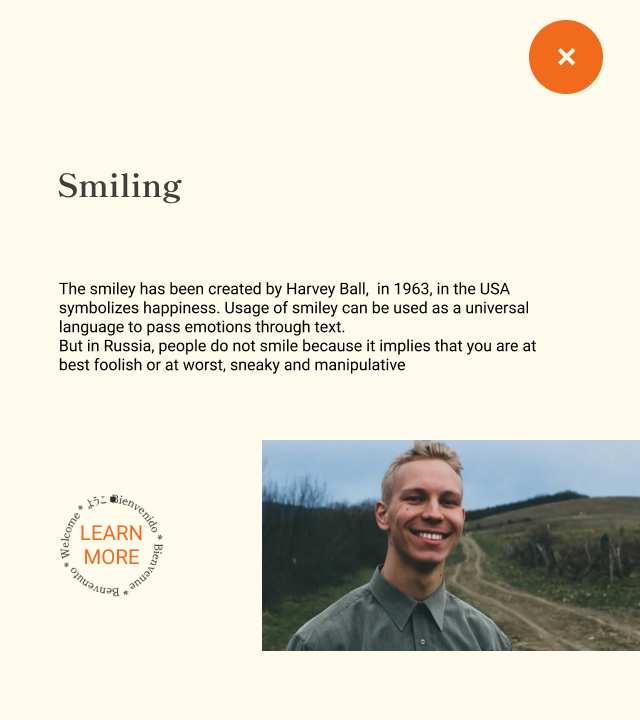 ×
Smiling
The smiley has been created by Harvey Ball,  in 1963, in the USA
symbolizes happiness. Usage of smiley can be used as a universal
language to pass emotions through text.
But in Russia, people do not smile because it implies that you are at
best foolish or at worst, sneaky and manipulative
Welcome * ようこ Bienvenido * Bienvenue * Benvenuto *
LEARN
MORE